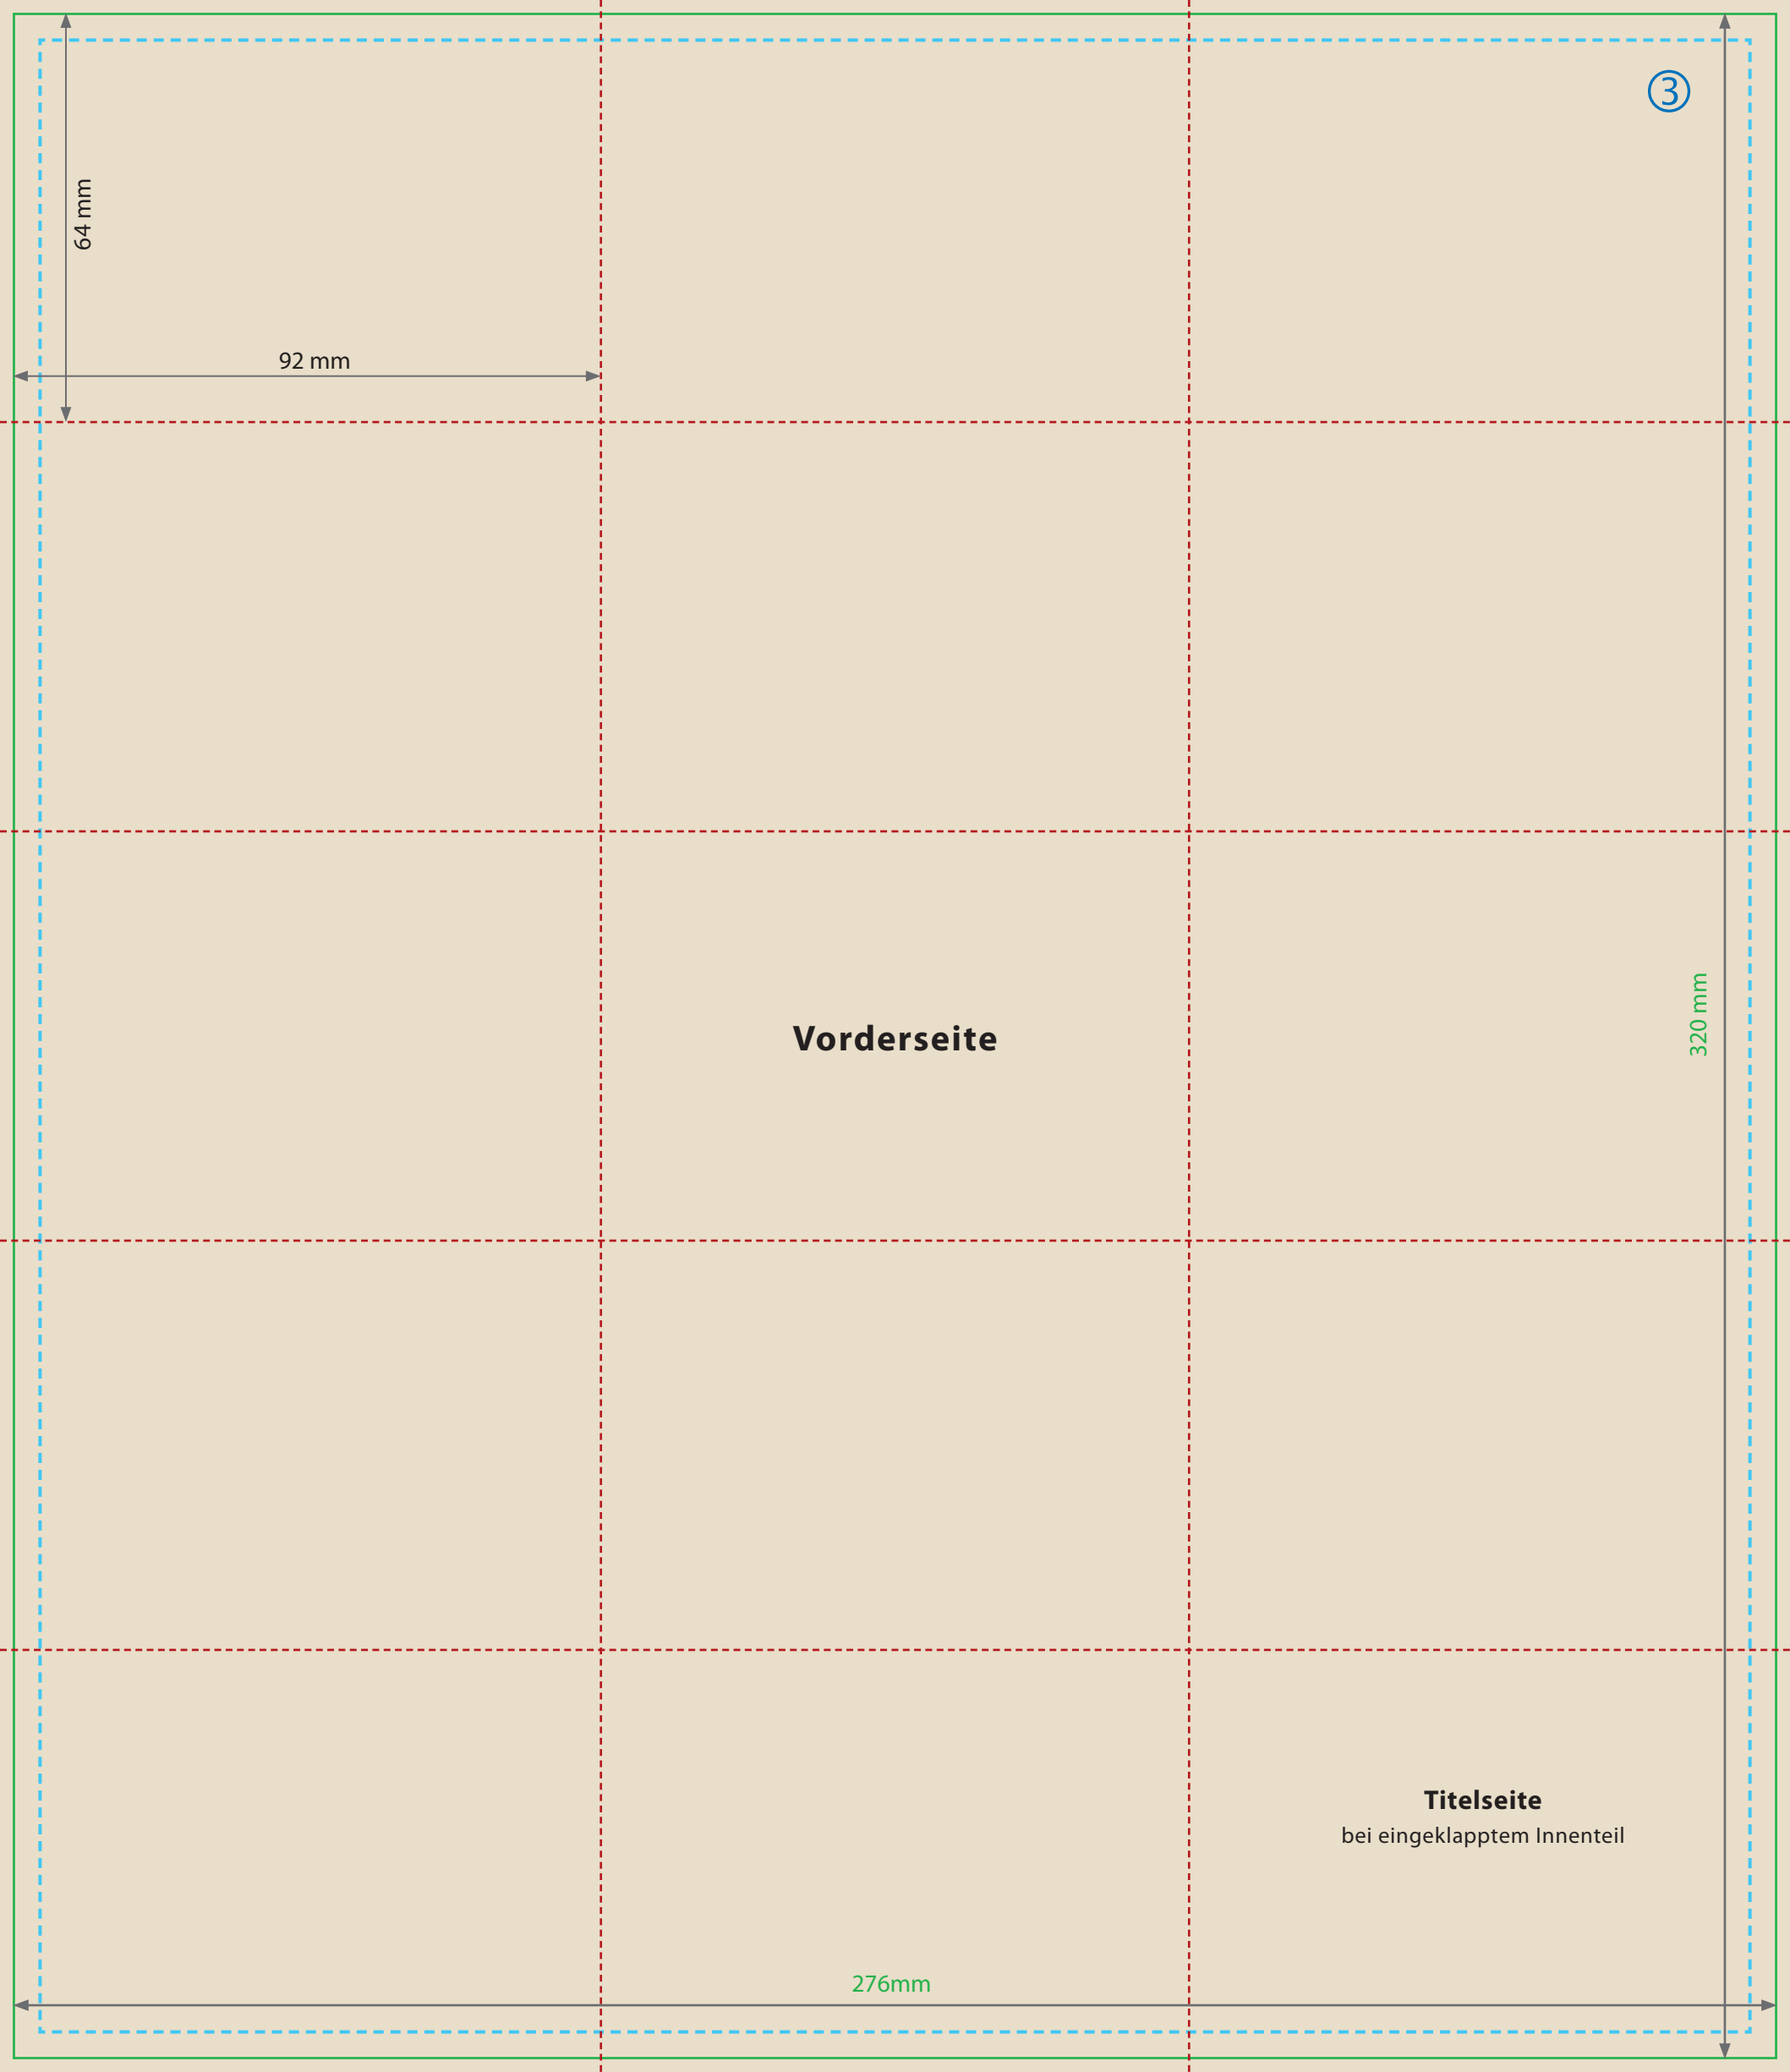 ③
64 mm
92 mm
Vorderseite
320 mm
Titelseite
bei eingeklapptem Innenteil
276mm